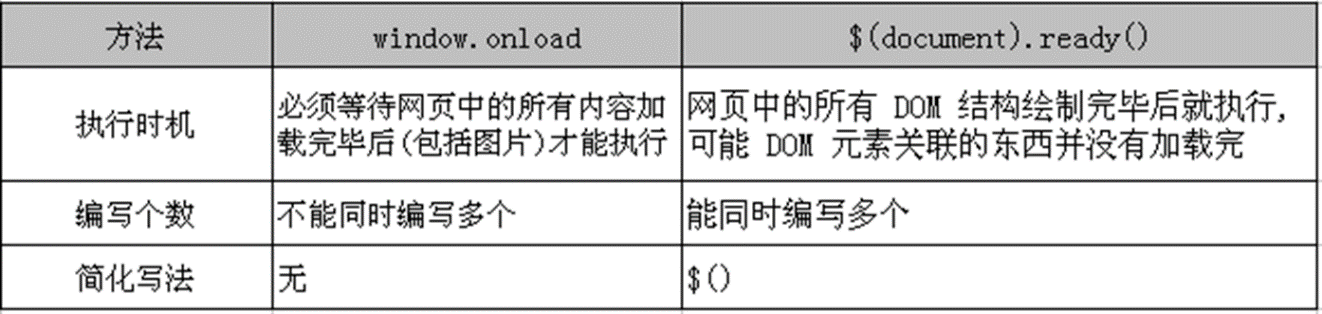 方法
window.onload
$(document).ready()
执行时机
必须等待网页中的所有内容加
载完毕后(包括图片)才能执行
网页中的所有 DOM 结构绘制完毕后就执行,
可能 DOM 元素关联的东西并没有加载完
编写个数
不能同时编写多个
能同时编写多个
简化写法
无
$()